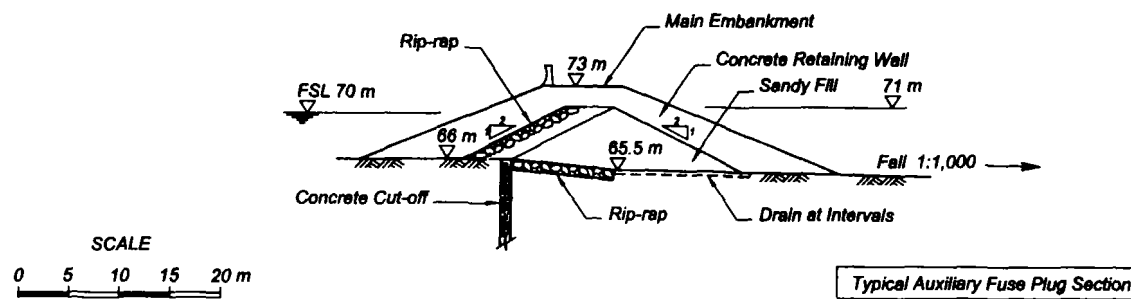 Main Embankment
Rip-rap
73 m
Concrete Retaining Wall
Sandy Fill
FSL 70 m
71 m
2
1
2
1
66 m
65.5 m
Fall 1:1,000
Concrete Cut-off
Rip-rap
Drain at Intervals
SCALE
0 5 10 15 20 m
Typical Auxiliary Fuse Plug Section